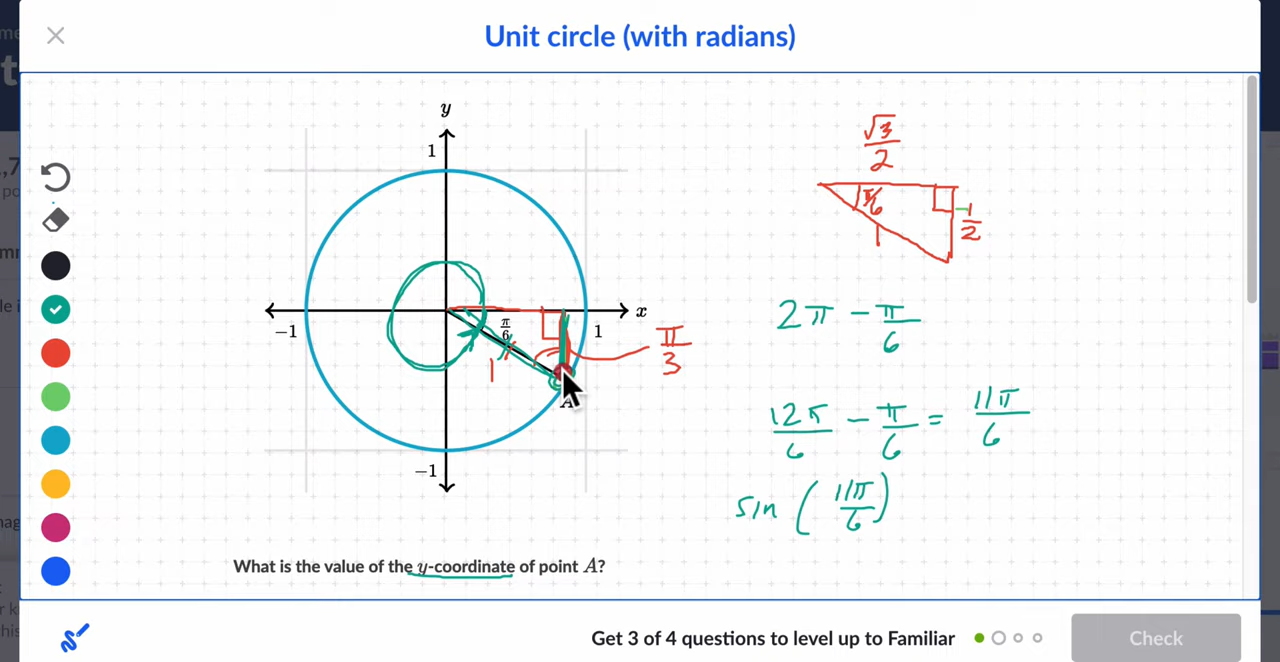 Unit circle (with radians)
y
1
x
−1
1
π/6
1
π/3
−1
A
√3/2
π/6
1
-1/2
2π − π/6
12π/6 − π/6 = 11π/6
sin (11π/6)
What is the value of the y-coordinate of point A?
Get 3 of 4 questions to level up to Familiar
Check